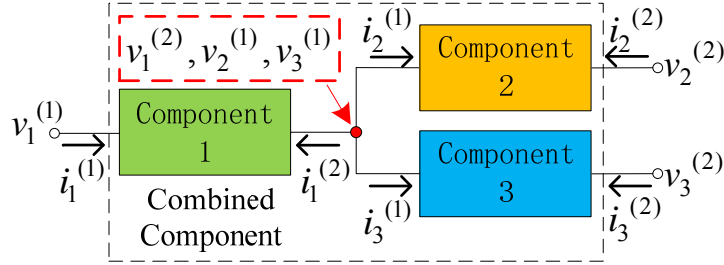 v₁⁽²⁾, v₂⁽¹⁾, v₃⁽¹⁾
i₂⁽¹⁾
Component
2
i₂⁽²⁾
v₂⁽²⁾
v₁⁽¹⁾
i₁⁽¹⁾
Component
1
i₁⁽²⁾
Combined
Component
i₃⁽¹⁾
Component
3
v₃⁽²⁾
i₃⁽²⁾